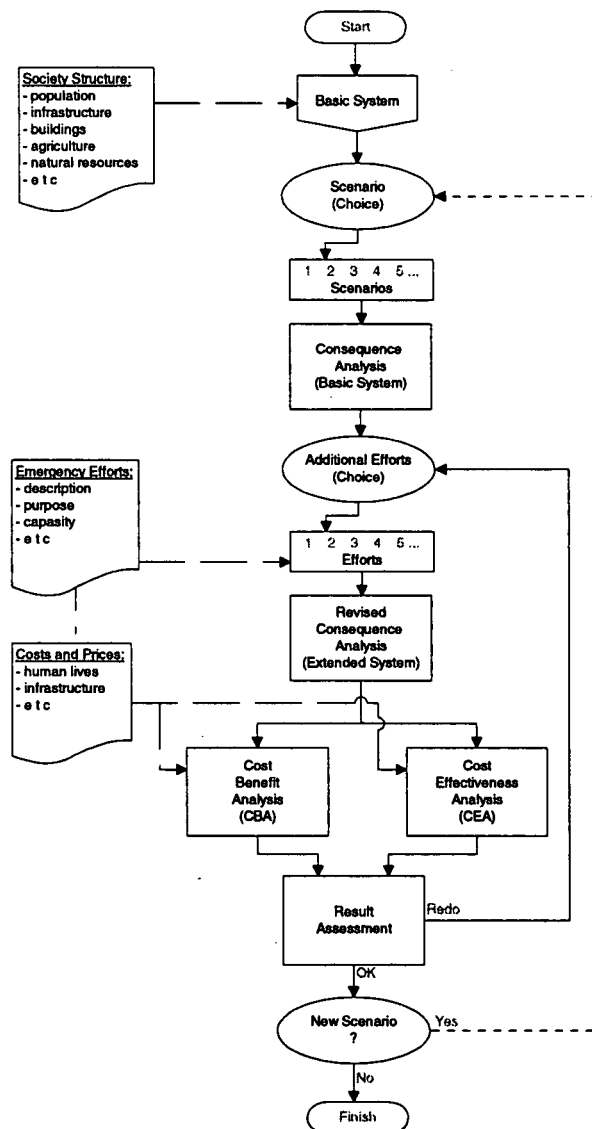 Start
Society Structure:
- population
- infrastructure
- buildings
- agriculture
- natural resources
- e t c
Basic System
Scenario
(Choice)
1 2 3 4 5 ...
Scenarios
Consequence
Analysis
(Basic System)
Additional Efforts
(Choice)
Emergency Efforts:
- description
- purpose
- capasity
- e t c
1 2 3 4 5 ...
Efforts
Revised
Consequence
Analysis
(Extended System)
Costs and Prices:
- human lives
- infrastructure
- e t c
Cost
Benefit
Analysis
(CBA)
Cost
Effectiveness
Analysis
(CEA)
Result
Assessment
Redo
OK
New Scenario
?
Yes
No
Finish